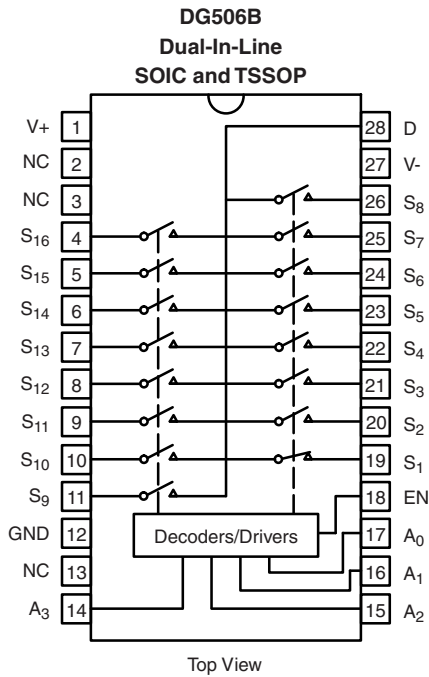 DG506B
Dual-In-Line
SOIC and TSSOP
V+ 1 28 D
NC 2 27 V-
NC 3 26 S8
S16 4 25 S7
S15 5 24 S6
S14 6 23 S5
S13 7 22 S4
S12 8 21 S3
S11 9 20 S2
S10 10 19 S1
S9 11 18 EN
GND 12 Decoders/Drivers 17 A0
NC 13 16 A1
A3 14 15 A2
Top View